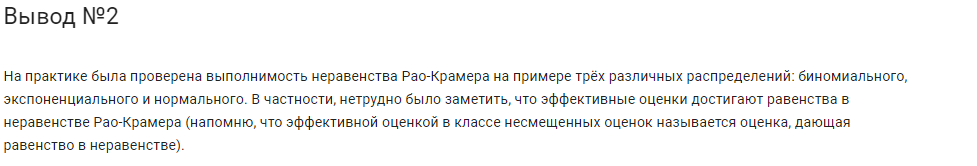 Вывод №2
На практике была проверена выполнимость неравенства Рао-Крамера на примере трёх различных распределений: биномиального,
экспоненциального и нормального. В частности, нетрудно было заметить, что эффективные оценки достигают равенства в
неравенстве Рао-Крамера (напомню, что эффективной оценкой в классе несмещенных оценок называется оценка, дающая
равенство в неравенстве).